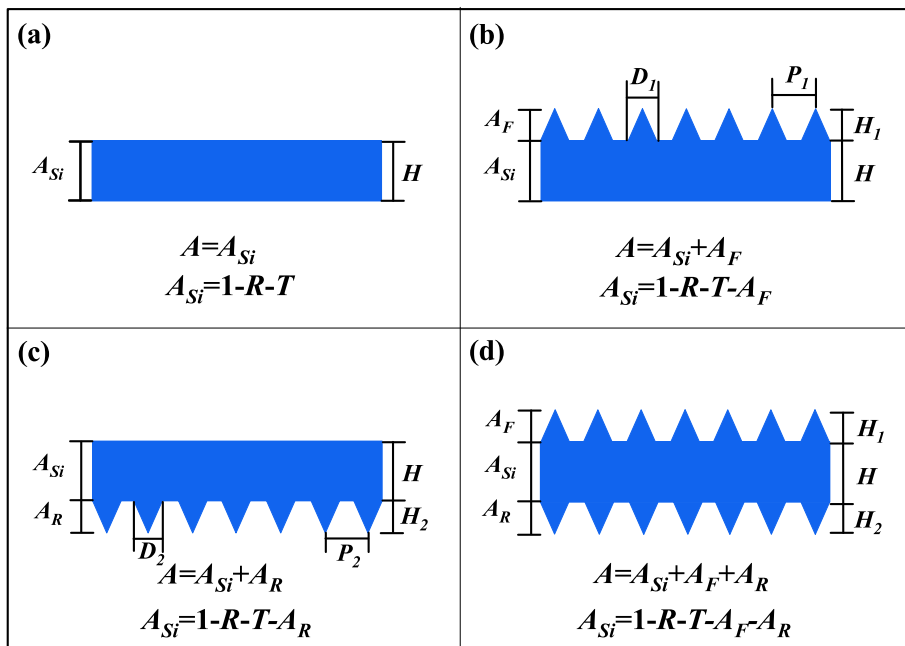 (a)
A_Si
H
A=A_Si
A_Si=1-R-T
(b)
D_1
P_1
A_F
H_1
A_Si
H
A=A_Si+A_F
A_Si=1-R-T-A_F
(c)
A_Si
H
A_R
H_2
D_2
P_2
A=A_Si+A_R
A_Si=1-R-T-A_R
(d)
A_F
H_1
A_Si
H
A_R
H_2
A=A_Si+A_F+A_R
A_Si=1-R-T-A_F-A_R